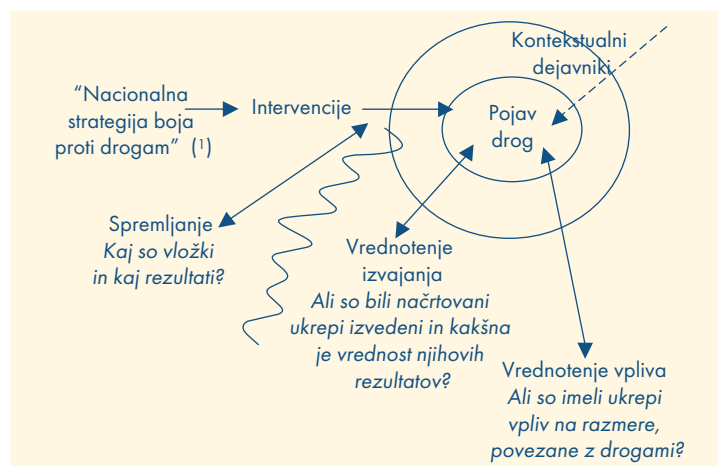 Kontekstualni
dejavniki
“Nacionalna
strategija boja
proti drogam” (¹)
Intervencije
Pojav
drog
Spremljanje
Kaj so vložki
in kaj rezultati?
Vrednotenje
izvajanja
Ali so bili načrtovani
ukrepi izvedeni in kakšna
je vrednost njihovih
rezultatov?
Vrednotenje vpliva
Ali so imeli ukrepi
vpliv na razmere,
povezane z drogami?